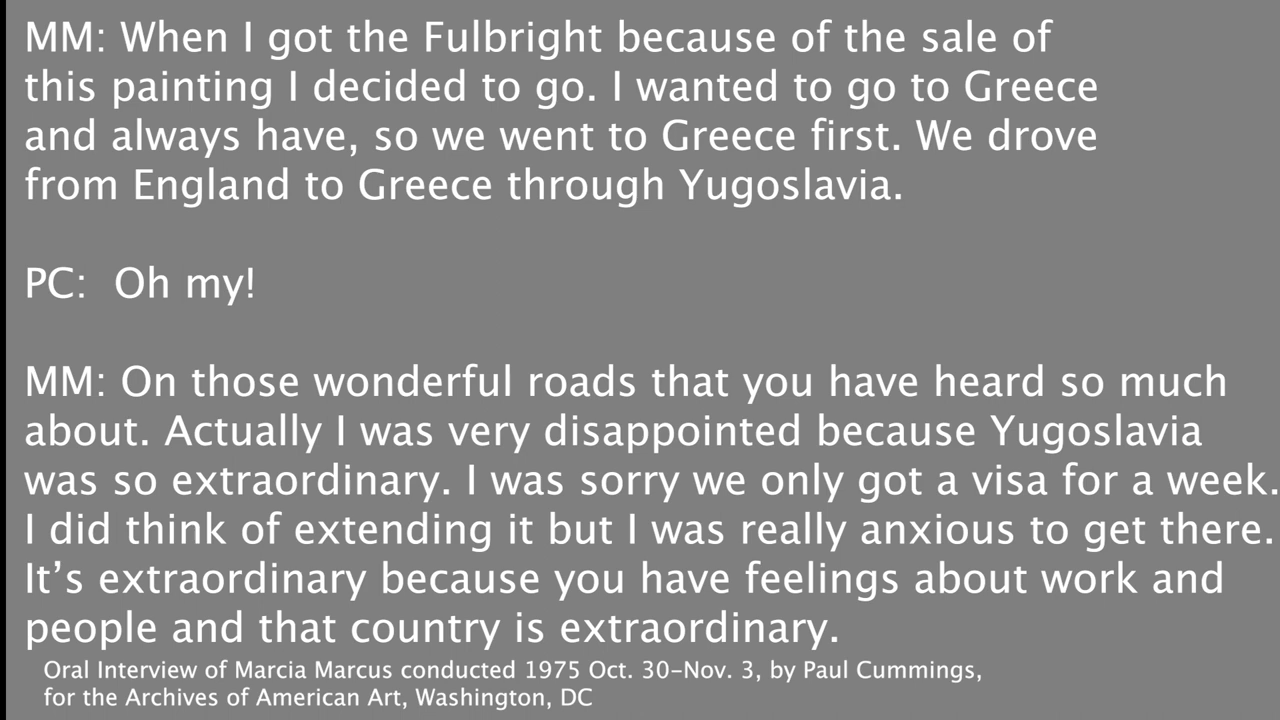 MM: When I got the Fulbright because of the sale of
this painting I decided to go. I wanted to go to Greece
and always have, so we went to Greece first. We drove
from England to Greece through Yugoslavia.
PC:  Oh my!
MM: On those wonderful roads that you have heard so much
about. Actually I was very disappointed because Yugoslavia
was so extraordinary. I was sorry we only got a visa for a week.
I did think of extending it but I was really anxious to get there.
It’s extraordinary because you have feelings about work and
people and that country is extraordinary.
Oral Interview of Marcia Marcus conducted 1975 Oct. 30–Nov. 3, by Paul Cummings,
for the Archives of American Art, Washington, DC